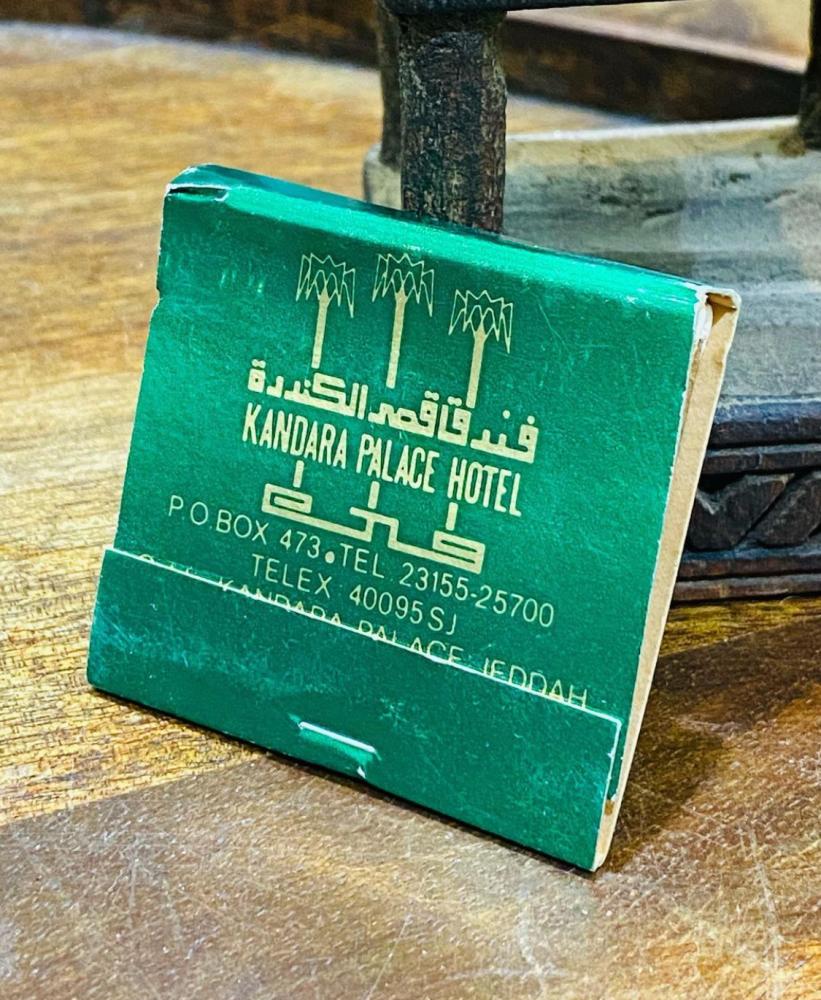 فندق قصر الكندرة
KANDARA PALACE HOTEL
P.O.BOX 473 • TEL. 23155-25700
TELEX 40095 SJ
KANDARA PALACE JEDDAH